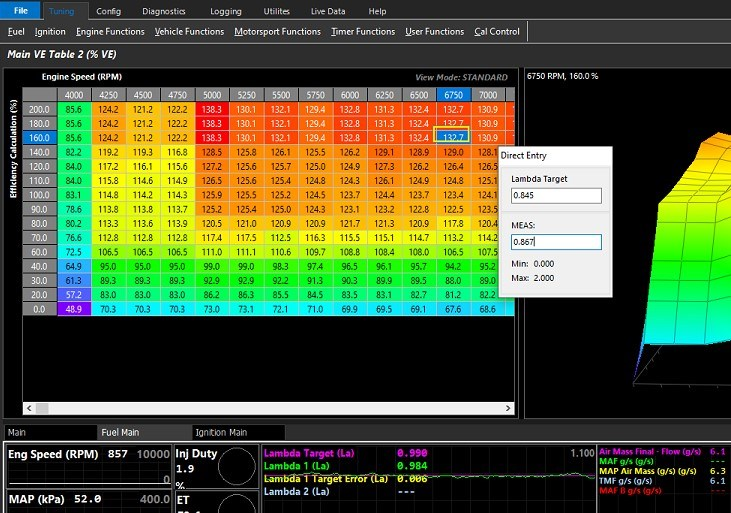 File Tuning Config Diagnostics Logging Utilites Live Data Help
Fuel Ignition Engine Functions Vehicle Functions Motorsport Functions Timer Functions User Functions Cal Control
Main VE Table 2 (% VE)
Engine Speed (RPM) View Mode: STANDARD
6750 RPM, 160.0 %
Efficiency Calculation (%)
4000 4250 4500 4750 5000 5250 5500 5750 6000 6250 6500 6750 7000
200.0 85.6 124.2 121.2 122.2 138.3 130.1 132.1 129.4 132.8 131.3 132.4 132.7 130.9
180.0 85.6 124.2 121.2 122.2 138.3 130.1 132.1 129.4 132.8 131.3 132.4 132.7 130.9
160.0 85.6 124.2 121.2 122.2 138.3 130.1 132.1 129.4 132.8 131.3 132.4 132.7 130.9
140.0 82.2 119.2 119.3 116.8 128.5 125.8 126.1 125.5 126.2 129.1 128.9 129.0 128.1
120.0 84.0 117.2 116.1 115.6 127.2 125.6 125.7 125.0 124.9 127.3 126.2 126.4
110.0 84.0 115.8 114.6 114.9 126.5 125.5 125.4 124.7 124.3 126.3 124.9
100.0 81.3 114.8 114.2 114.3 126.0 125.2 124.5 123.7 124.4 123.7 123.4
90.0 78.6 113.8 113.8 113.7 125.5 125.0 124.3 123.1 123.2 122.8 122.5
80.0 80.2 113.3 113.6 113.9 120.5 121.9 121.1 121.9 120.9 121.3 120.9 117.8
70.0 76.6 112.8 112.8 112.8 117.4 117.5 112.5 116.3 115.5 115.1 114.7 113.2
60.0 72.5 106.5 106.5 106.5 111.0 111.1 110.6 109.7 108.8 108.4 108.0 106.5
40.0 64.9 95.0 95.0 95.0 99.0 99.0 98.3 97.4 96.5 96.1 95.7 94.2 95.2
30.0 61.3 89.3 89.3 89.3 92.9 92.9 92.2 91.3 90.3 89.9 89.5 88.0 89.0
20.0 57.2 83.0 83.0 83.0 86.2 86.3 85.5 84.5 83.5 83.1 82.7 81.2 82.2
0.0 48.9 70.3 70.3 70.3 73.0 73.1 72.1 71.0 69.9 69.5 69.1 67.6 68.6
Direct Entry
Lambda Target
0.845
MEAS:
0.867
Min: 0.000
Max: 2.000
Main Fuel Main Ignition Main
Eng Speed (RPM) 857 10000
0
MAP (kPa) 52.0 400.0
Inj Duty
1.9
%
ET
Lambda Target (La) 0.990
Lambda 1 (La) 0.984
Lambda 1 Target Error (La) 0.006
Lambda 2 (La) ---
1.100
Air Mass Final - Flow (g/s) 6.1
MAF g/s (g/s) ---
MAP Air Mass g/s (g/s) 6.3
TMF g/s (g/s) 6.1
MAF B g/s (g/s) ---